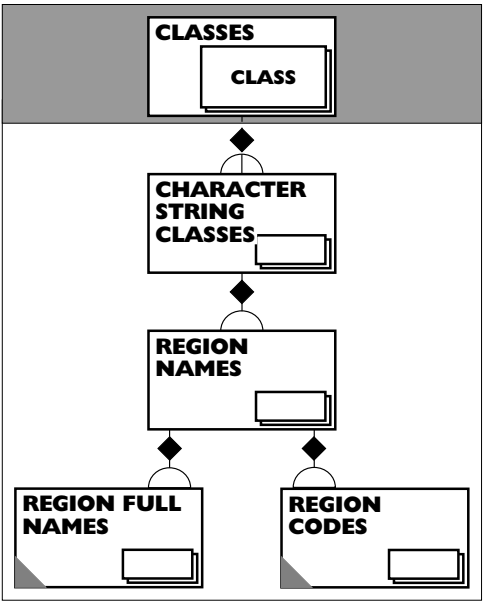 CLASSES
CLASS
CHARACTER
STRING
CLASSES
REGION
NAMES
REGION FULL
NAMES
REGION
CODES